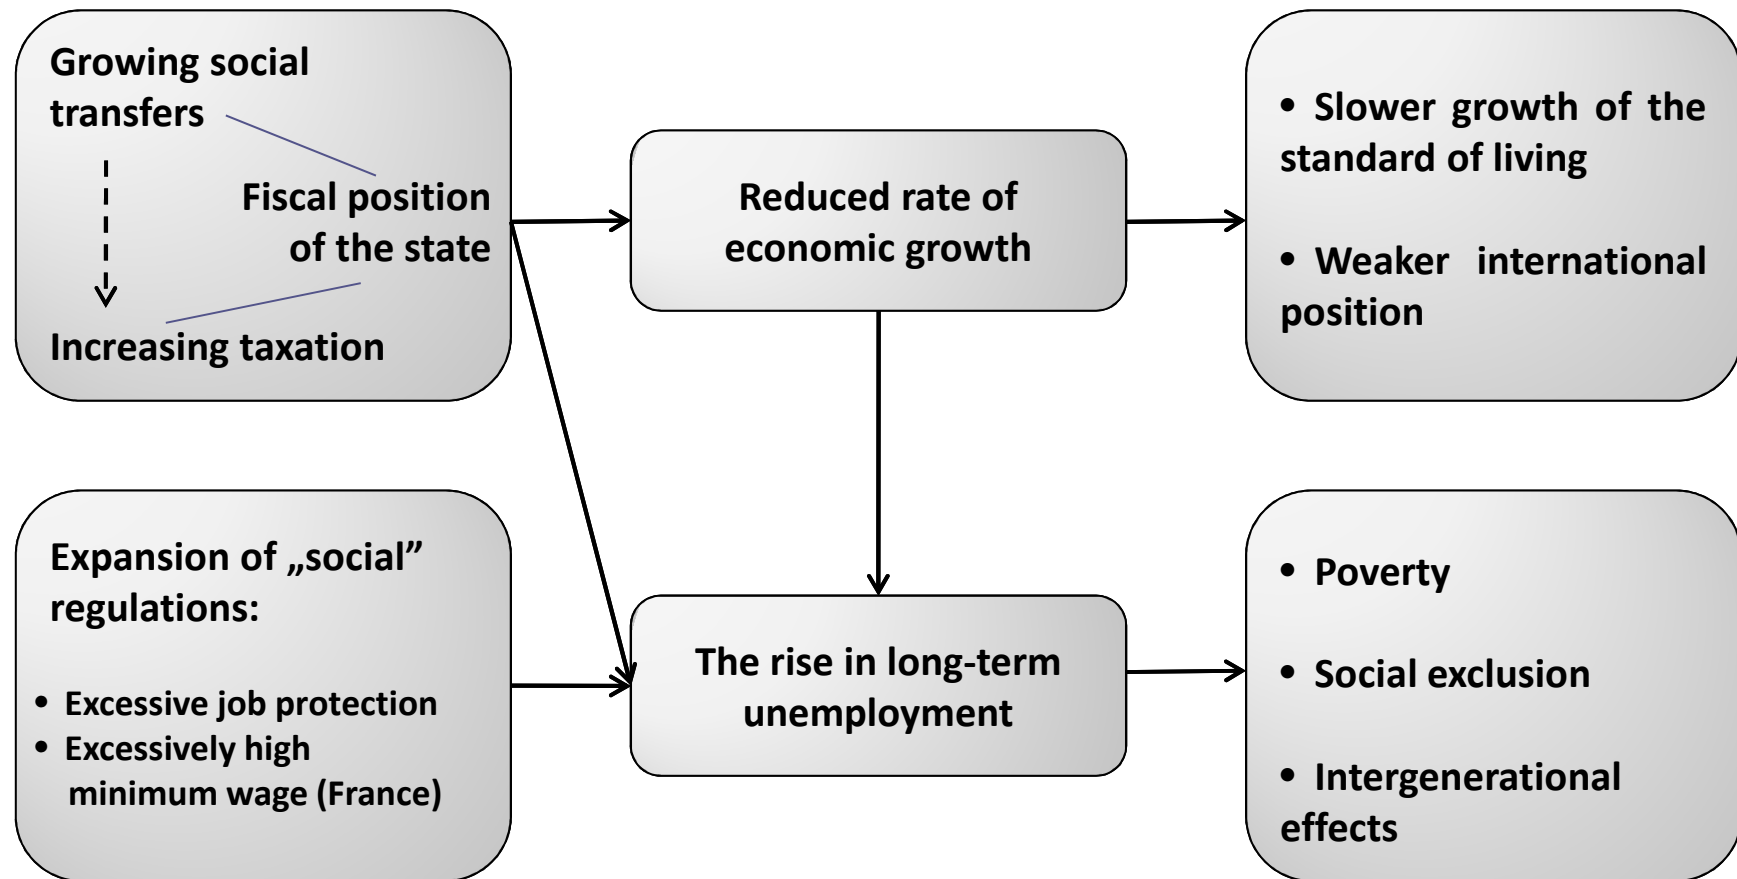 Growing social
transfers
Fiscal position
of the state
Increasing taxation
Reduced rate of
economic growth
• Slower growth of the
standard of living
• Weaker international
position
Expansion of „social”
regulations:
• Excessive job protection
• Excessively high
minimum wage (France)
The rise in long-term
unemployment
• Poverty
• Social exclusion
• Intergenerational
effects